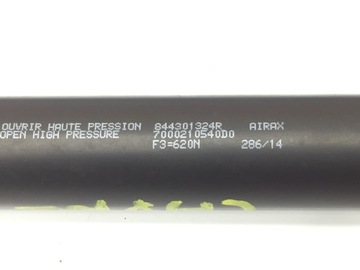 OUVRIR HAUTE PRESSION 844301324R AIRAX
OPEN HIGH PRESSURE 7000210540D0
F3=620N 286/14